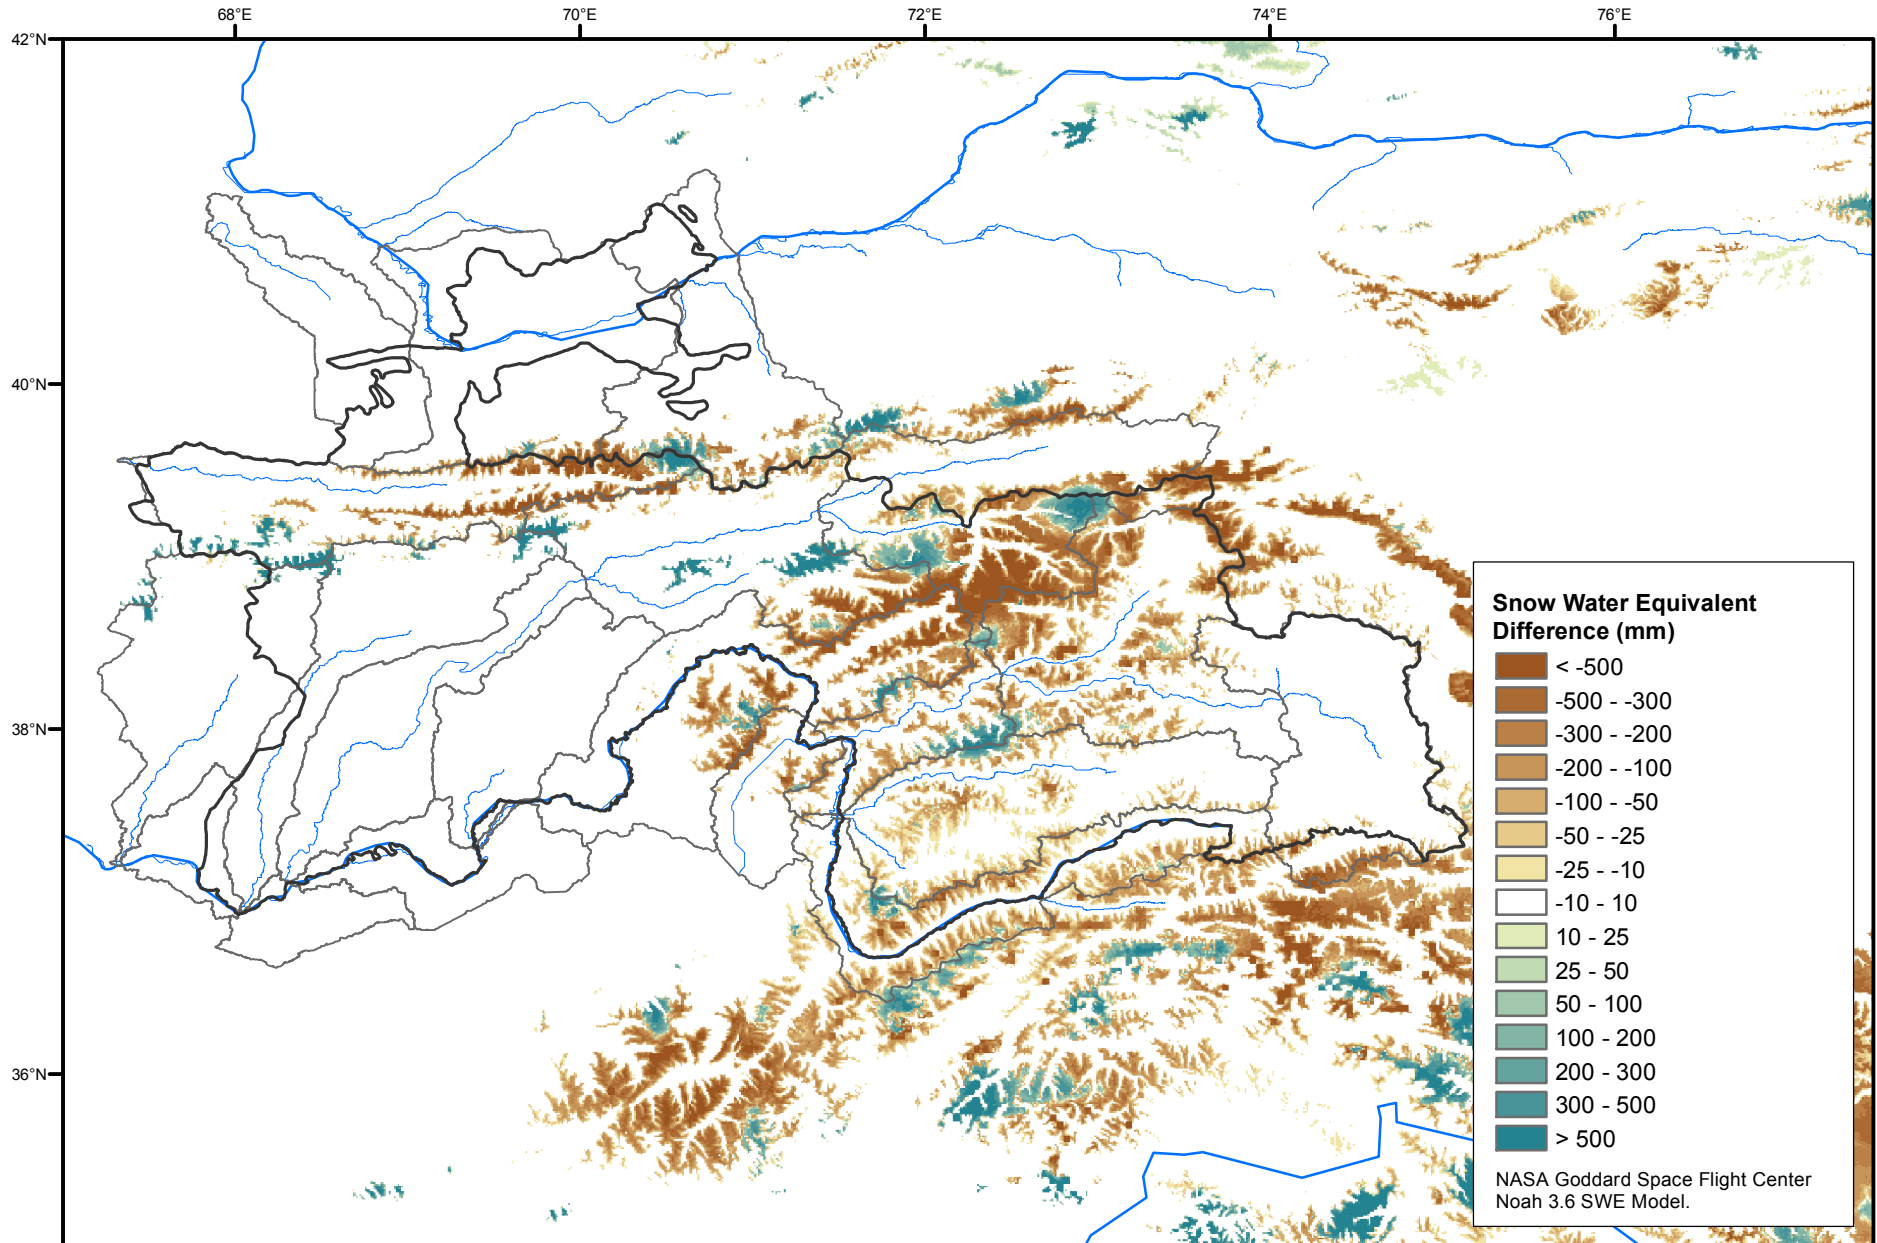 68°E
70°E
72°E
74°E
76°E
42°N
40°N
38°N
36°N
Snow Water Equivalent
Difference (mm)
< -500
-500 - -300
-300 - -200
-200 - -100
-100 - -50
-50 - -25
-25 - -10
-10 - 10
10 - 25
25 - 50
50 - 100
100 - 200
200 - 300
300 - 500
> 500
NASA Goddard Space Flight Center
Noah 3.6 SWE Model.